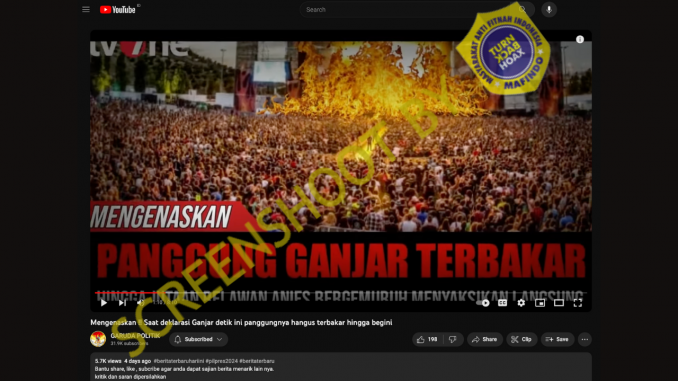 YouTube
ID
Search
tvOne
MASYARAKAT ANTI FITNAH INDONESIA
TURN BACK HOAX
MAFINDO
SCREENSHOOT BY
MENGENASKAN
PANGGUNG GANJAR TERBAKAR
HINGGA JUTAAN RELAWAN ANIES BERGEMURUH MENYAKSIKAN LANGSUNG
Mengenaskan !! Saat deklarasi Ganjar detik ini panggungnya hangus terbakar hingga begini
GARUDA POLITIK
31.9K subscribers
Subscribed
198
Share
Clip
Save
5.7K views 4 days ago #beritaterbaruhariini #pilpres2024 #beritaterbaru
Bantu share, like , subcribe agar anda dapat sajian berita menarik lain nya.
kritik dan saran dipersilahkan